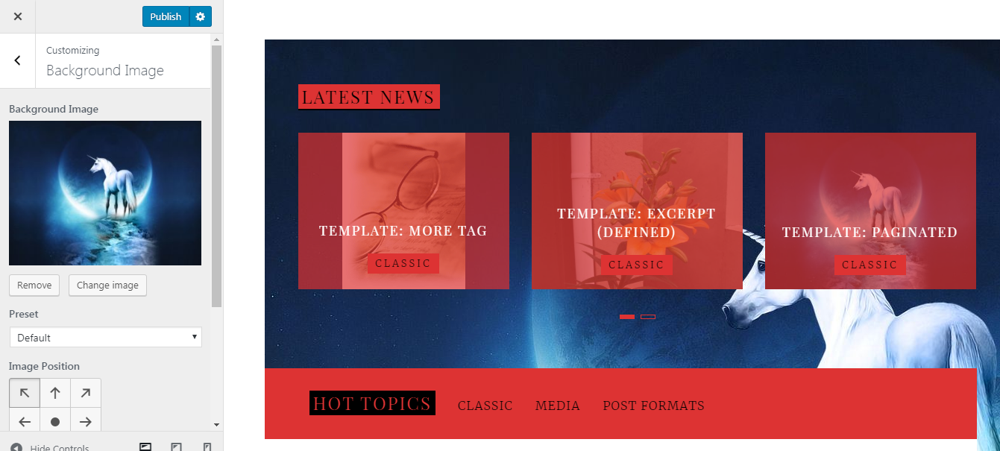 Publish
Customizing
Background Image
Background Image
Remove
Change image
Preset
Default
Image Position
Hide Controls
LATEST NEWS
TEMPLATE: MORE TAG
CLASSIC
TEMPLATE: EXCERPT
(DEFINED)
CLASSIC
TEMPLATE: PAGINATED
CLASSIC
HOT TOPICS CLASSIC MEDIA POST FORMATS